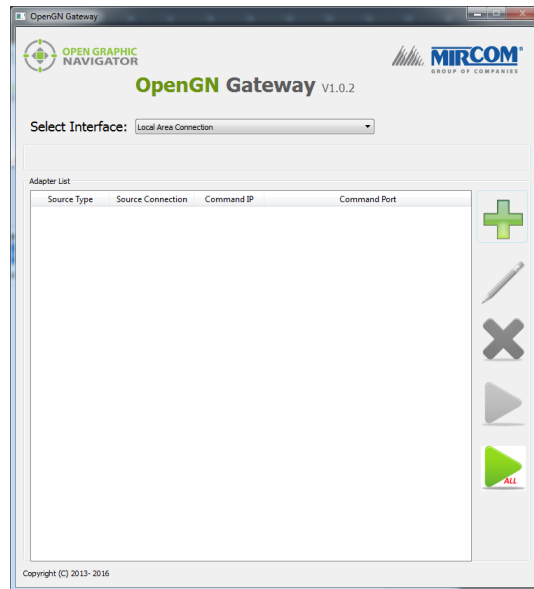 OpenGN Gateway
OPEN GRAPHIC
NAVIGATOR
MIRCOM®
GROUP OF COMPANIES
OpenGN Gateway V1.0.2
Select Interface: Local Area Connection
Adapter List
Source Type Source Connection Command IP Command Port
ALL
Copyright (C) 2013- 2016